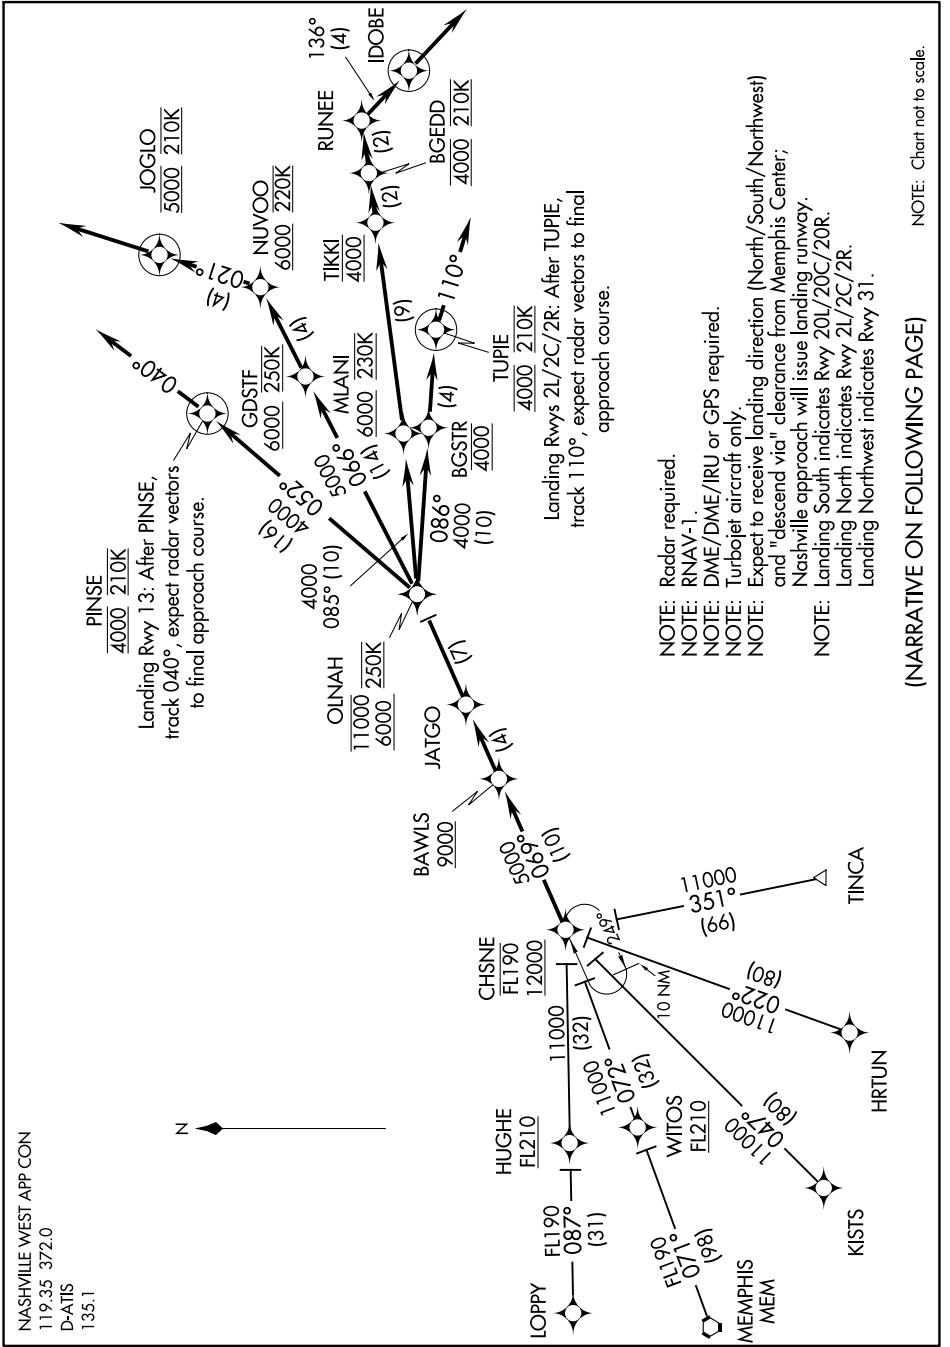 NASHVILLE WEST APP CON
119.35 372.0
D-ATIS
135.1
N
LOPPY
FL190
087°
(31)
HUGHE
FL210
11000
(32)
MEMPHIS
MEM
FL190
071°
(98)
WITOS
FL210
11000
072°
(32)
KISTS
11000
047°
(80)
HRTUN
11000
022°
(80)
TINCA
11000
351°
(66)
CHSNE
FL190
12000
249°
10 NM
5000
069°
(10)
BAWLS
9000
(4)
JATGO
(7)
OLNAH
11000 250K
6000
PINSE
4000 210K
Landing Rwy 13: After PINSE,
track 040°, expect radar vectors
to final approach course.
(16)
4000
052°
040°
4000
085° (10)
5000
066°
(14)
GDSTF
6000 250K
(4)
NUVOO
6000 220K
(4)
021°
JOGLO
5000 210K
MLANI
6000 230K
(9)
TIKKI
4000
(2)
BGEDD
4000 210K
(2)
RUNEE
136°
(4)
IDOBE
086°
4000
(10)
BGSTR
4000
(4)
110°
TUPIE
4000 210K
Landing Rwys 2L/2C/2R: After TUPIE,
track 110°, expect radar vectors to final
approach course.
NOTE: Radar required.
NOTE: RNAV-1.
NOTE: DME/DME/IRU or GPS required.
NOTE: Turbojet aircraft only.
NOTE: Expect to receive landing direction (North/South/Northwest)
and "descend via" clearance from Memphis Center;
Nashville approach will issue landing runway.
NOTE: Landing South indicates Rwy 20L/20C/20R.
Landing North indicates Rwy 2L/2C/2R.
Landing Northwest indicates Rwy 31.
(NARRATIVE ON FOLLOWING PAGE)
NOTE: Chart not to scale.